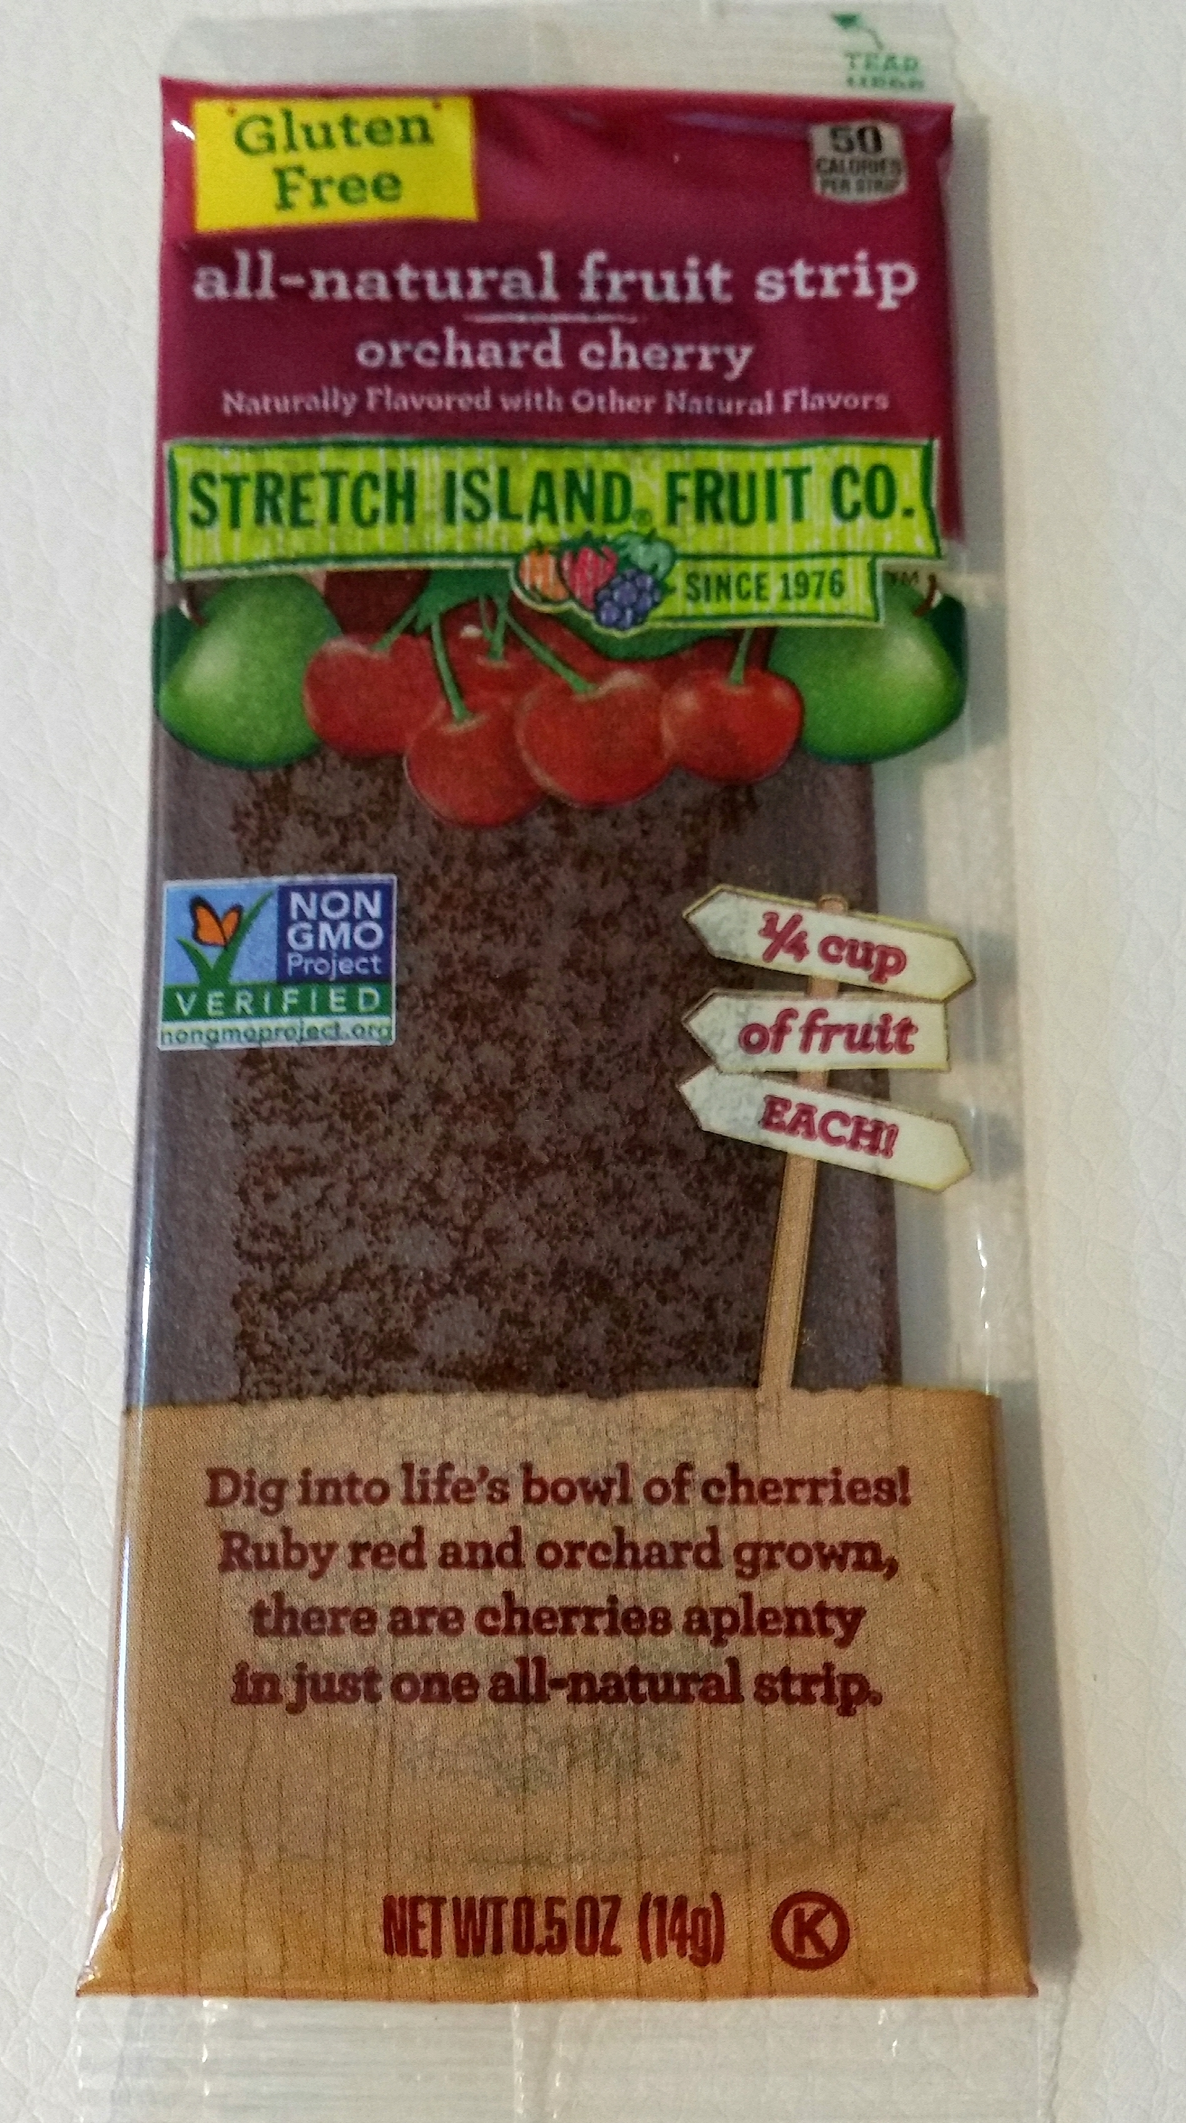 TEAR
HERE
Gluten
Free
50
CALORIES
PER STRIP
all-natural fruit strip
orchard cherry
Naturally Flavored with Other Natural Flavors
STRETCH ISLAND® FRUIT CO.
SINCE 1976 TM
NON
GMO
Project
VERIFIED
nongmoproject.org
1/4 cup
of fruit
EACH!
Dig into life's bowl of cherries!
Ruby red and orchard grown,
there are cherries aplenty
in just one all-natural strip.
NET WT 0.5 OZ (14g) K